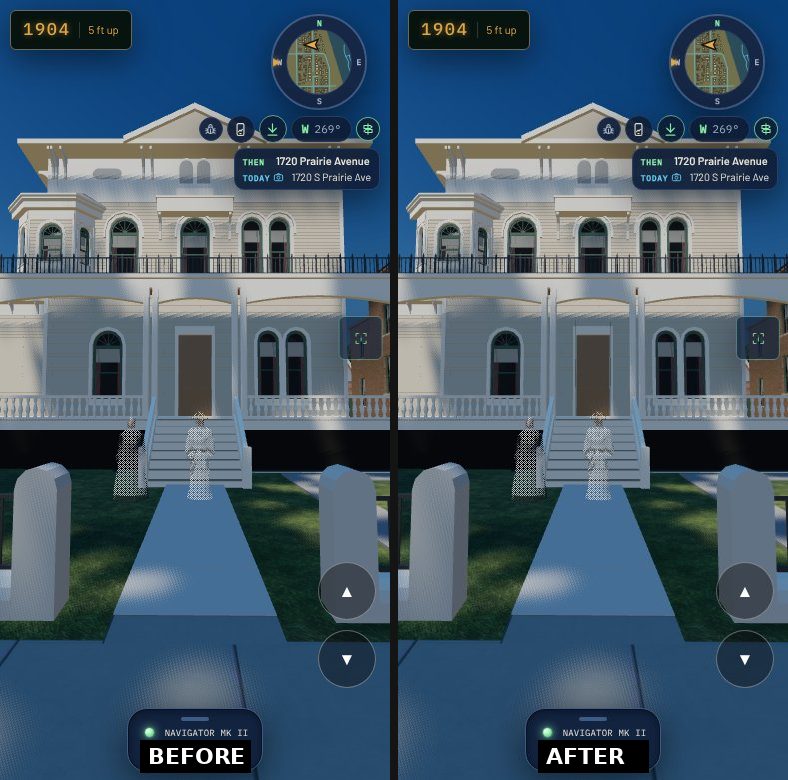 1904 5 ft up
N
W E
S
W 269°
THEN 1720 Prairie Avenue
TODAY 1720 S Prairie Ave
▲
▼
NAVIGATOR MK II
BEFORE
1904 5 ft up
N
W E
S
W 269°
THEN 1720 Prairie Avenue
TODAY 1720 S Prairie Ave
▲
▼
NAVIGATOR MK II
AFTER